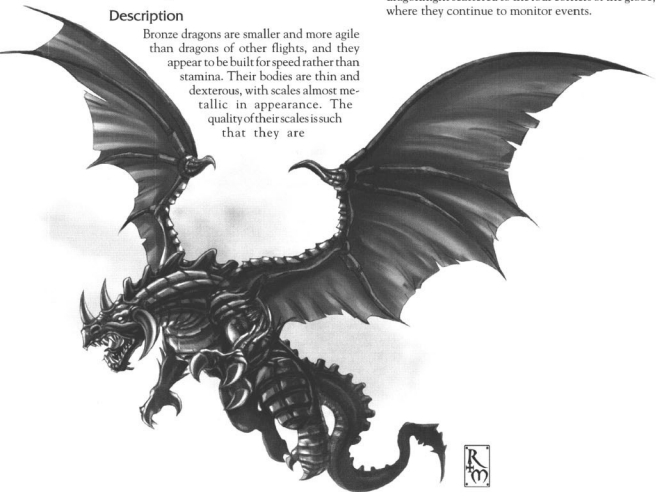 Description
Bronze dragons are smaller and more agile
than dragons of other flights, and they
appear to be built for speed rather than
stamina. Their bodies are thin and
dexterous, with scales almost me-
tallic in appearance. The
quality of their scales is such
that they are
where they continue to monitor events.
R
M